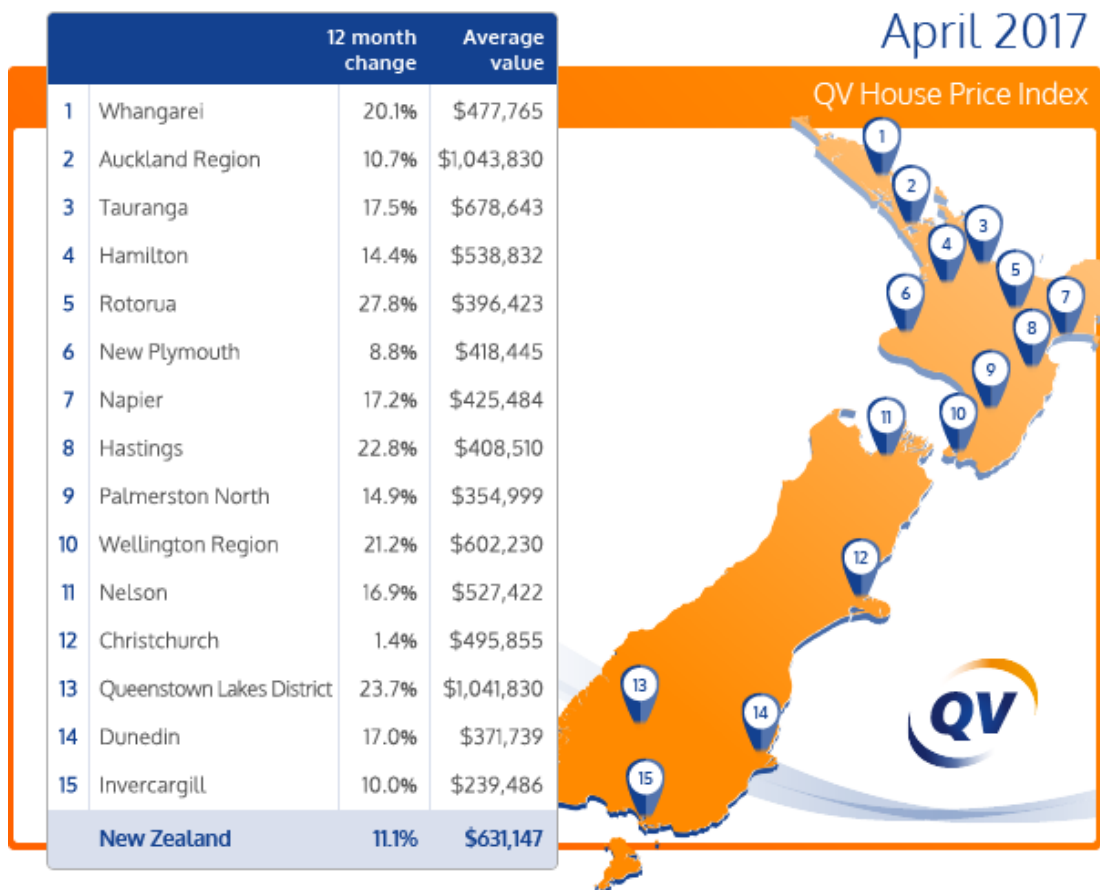 April 2017
QV House Price Index
12 month change Average value
1 Whangarei 20.1% $477,765
2 Auckland Region 10.7% $1,043,830
3 Tauranga 17.5% $678,643
4 Hamilton 14.4% $538,832
5 Rotorua 27.8% $396,423
6 New Plymouth 8.8% $418,445
7 Napier 17.2% $425,484
8 Hastings 22.8% $408,510
9 Palmerston North 14.9% $354,999
10 Wellington Region 21.2% $602,230
11 Nelson 16.9% $527,422
12 Christchurch 1.4% $495,855
13 Queenstown Lakes District 23.7% $1,041,830
14 Dunedin 17.0% $371,739
15 Invercargill 10.0% $239,486
New Zealand 11.1% $631,147
1
2
3
4
5
6
7
8
9
10
11
12
13
14
15
QV